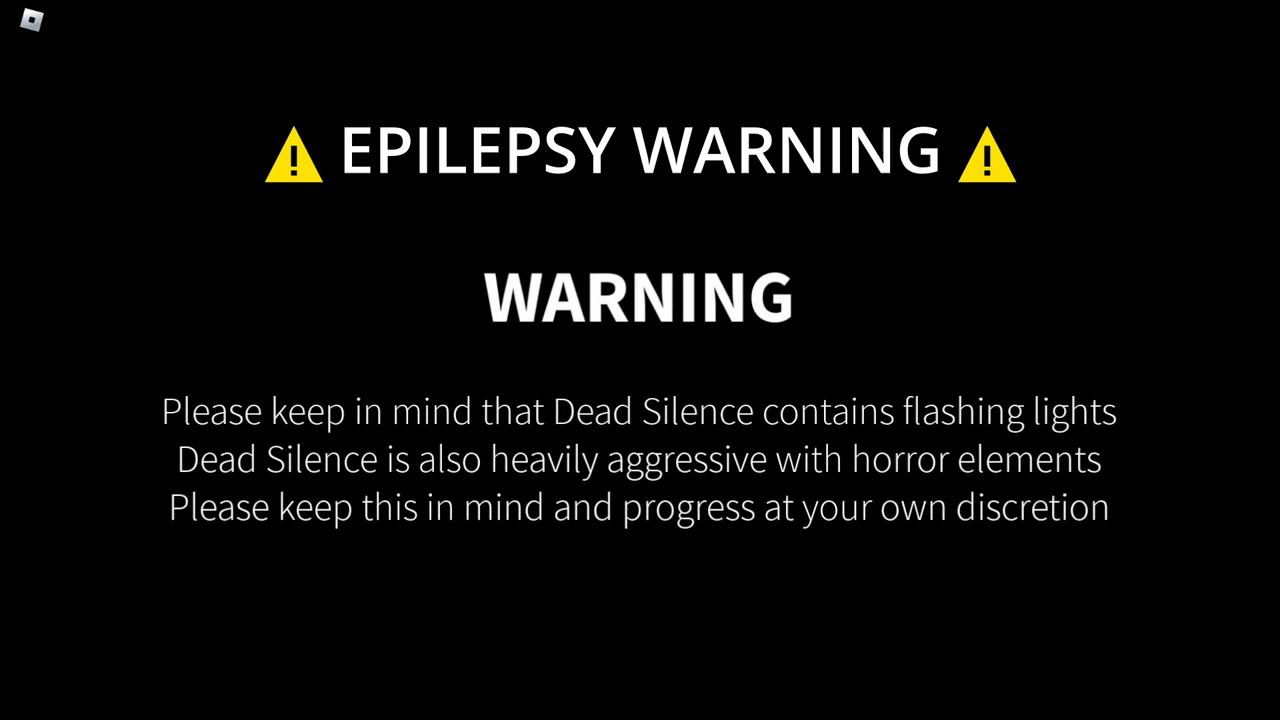 ⚠ EPILEPSY WARNING ⚠
WARNING
Please keep in mind that Dead Silence contains flashing lights
Dead Silence is also heavily aggressive with horror elements
Please keep this in mind and progress at your own discretion